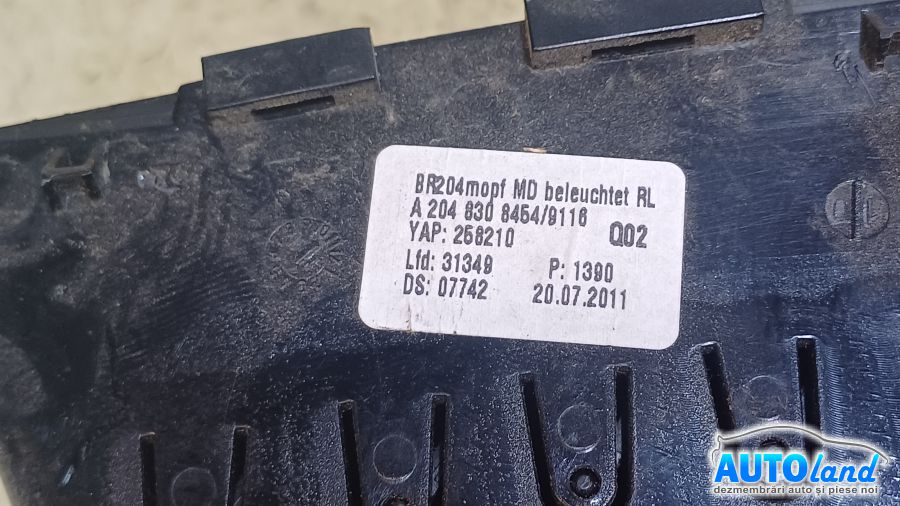 BR204mopf MD beleuchtet RL
A 204 830 8454/9116
YAP: 258210 Q02
Lfd: 31349 P: 1390
DS: 07742 20.07.2011
AUTOland
dezmembrări auto și piese noi